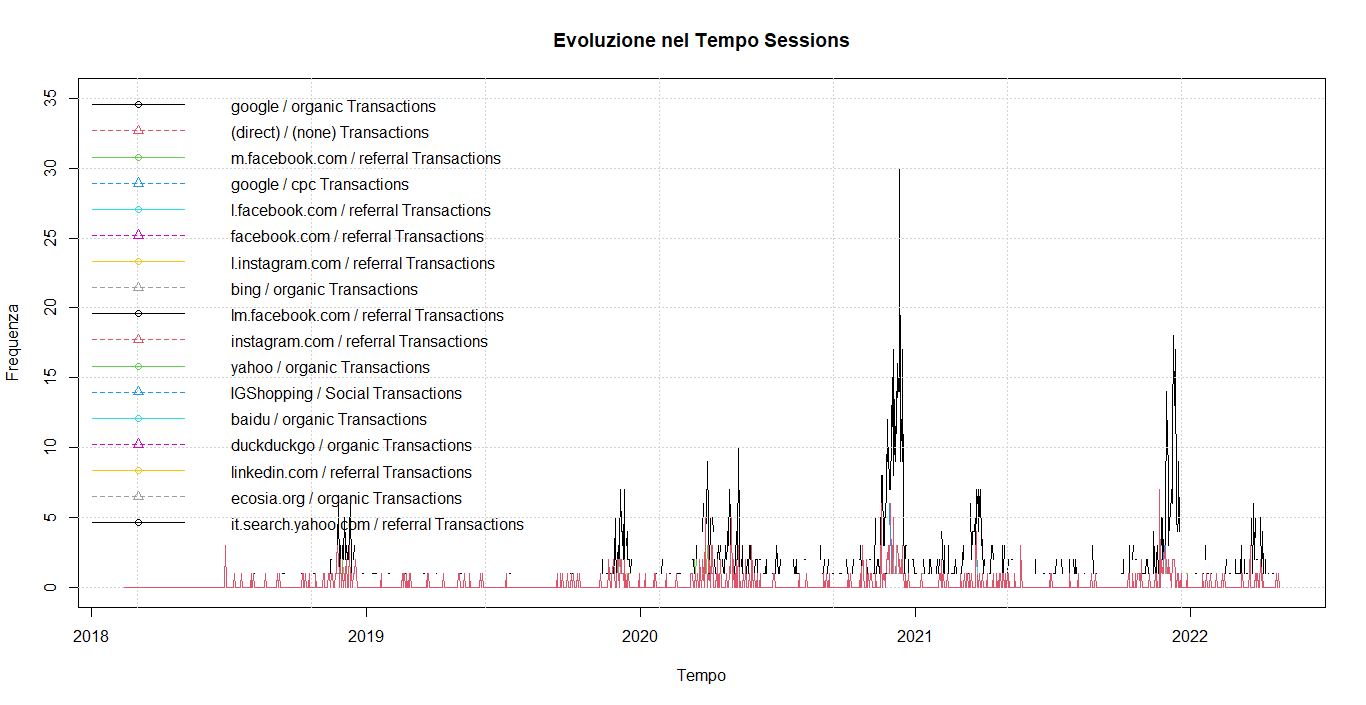 Evoluzione nel Tempo Sessions
35
30
25
20
15
10
5
0
Frequenza
google / organic Transactions
(direct) / (none) Transactions
m.facebook.com / referral Transactions
google / cpc Transactions
l.facebook.com / referral Transactions
facebook.com / referral Transactions
l.instagram.com / referral Transactions
bing / organic Transactions
lm.facebook.com / referral Transactions
instagram.com / referral Transactions
yahoo / organic Transactions
IGShopping / Social Transactions
baidu / organic Transactions
duckduckgo / organic Transactions
linkedin.com / referral Transactions
ecosia.org / organic Transactions
it.search.yahoo.com / referral Transactions
2018 2019 2020 2021 2022
Tempo